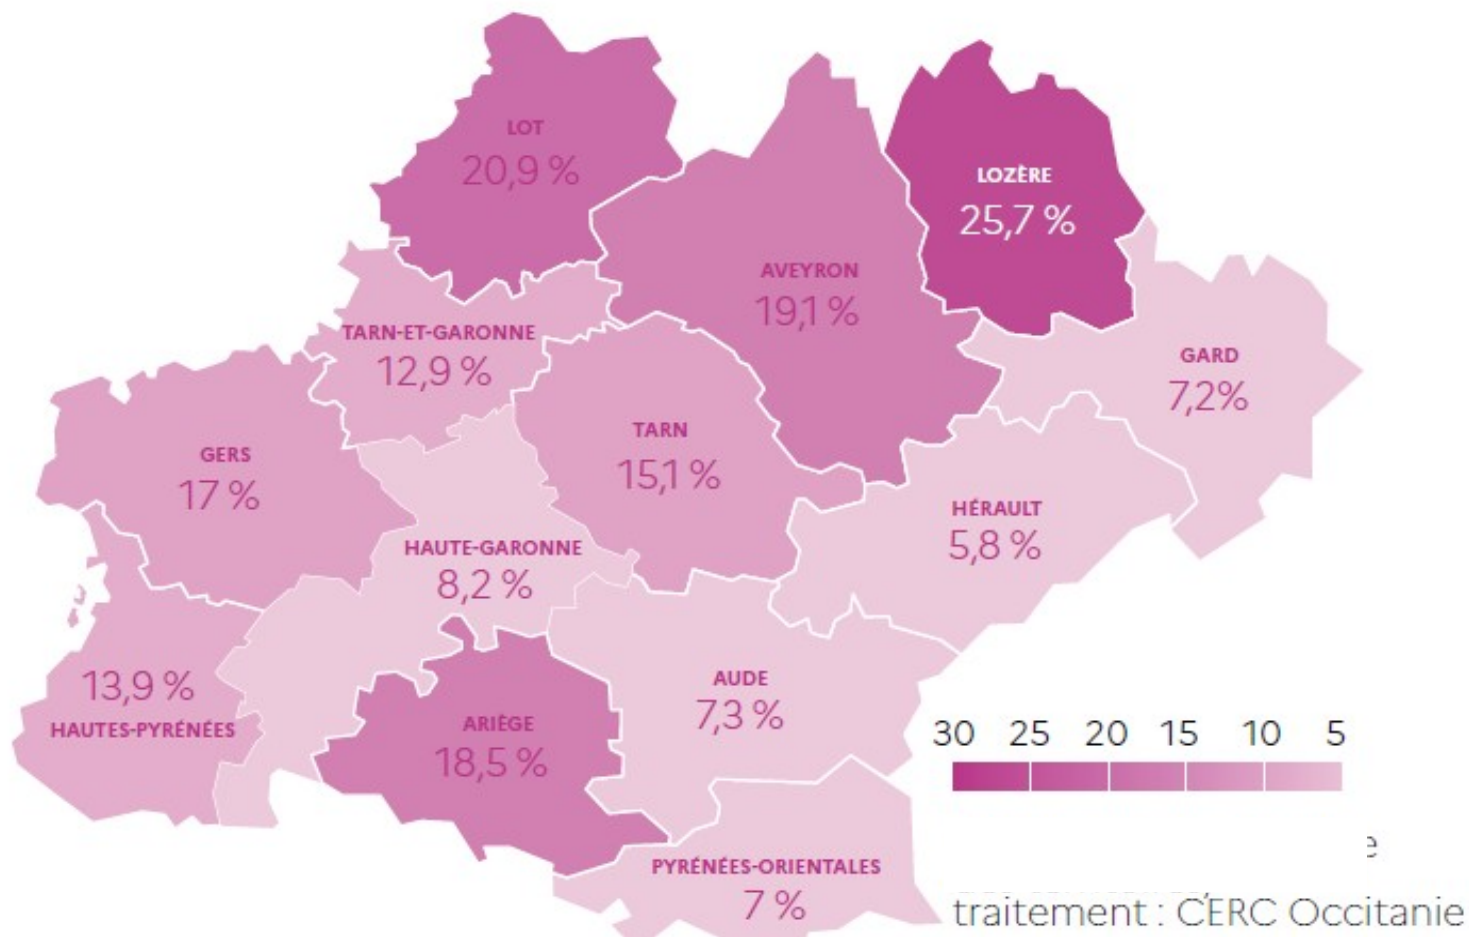 LOT
20,9 %
LOZÈRE
25,7 %
AVEYRON
19,1 %
TARN-ET-GARONNE
12,9 %
GARD
7,2%
TARN
15,1 %
GERS
17 %
HÉRAULT
5,8 %
HAUTE-GARONNE
8,2 %
13,9 %
HAUTES-PYRÉNÉES
AUDE
7,3 %
ARIÈGE
18,5 %
30 25 20 15 10 5
PYRÉNÉES-ORIENTALES
7 %
traitement : CERC Occitanie